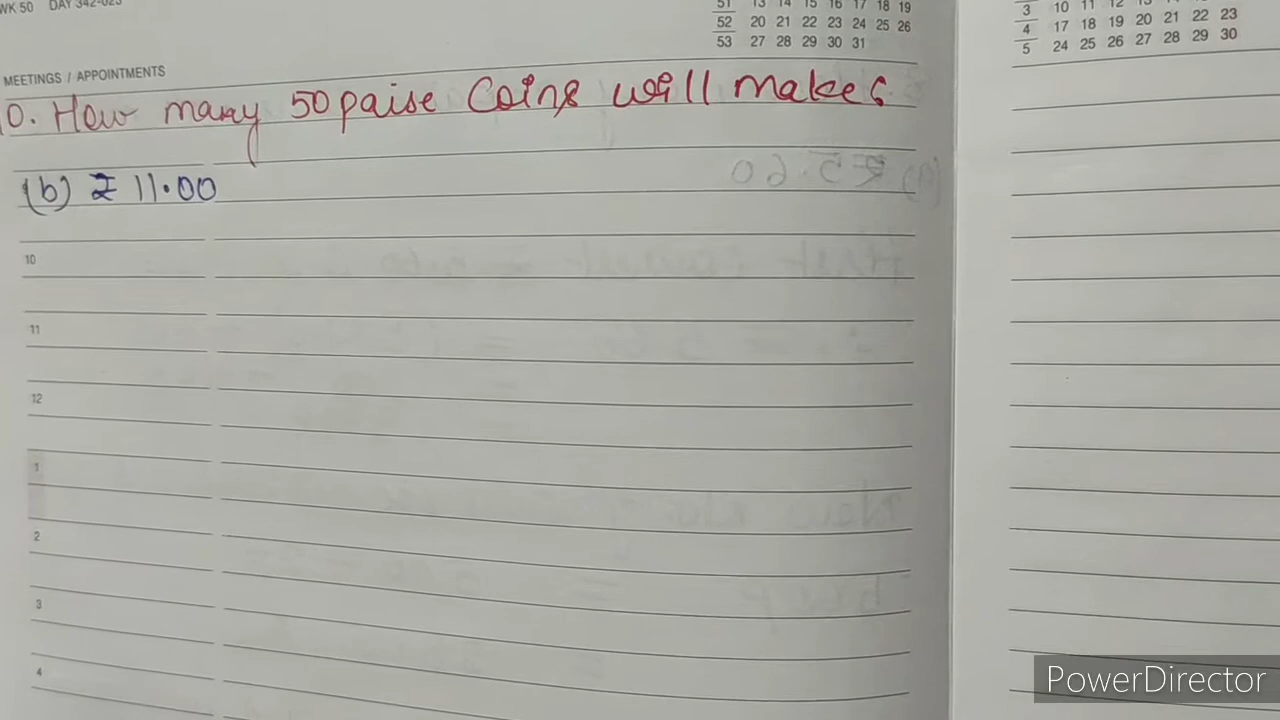 WK 50 DAY 342-023
51 13 14 15 16 17 18 19
52 20 21 22 23 24 25 26
53 27 28 29 30 31
3 10 11 12 13
4 17 18 19 20 21 22 23
5 24 25 26 27 28 29 30
MEETINGS / APPOINTMENTS
0. How many 50 paise Coins will makes
(b) ₹ 11.00
10
11
12
1
2
3
4
PowerDirector